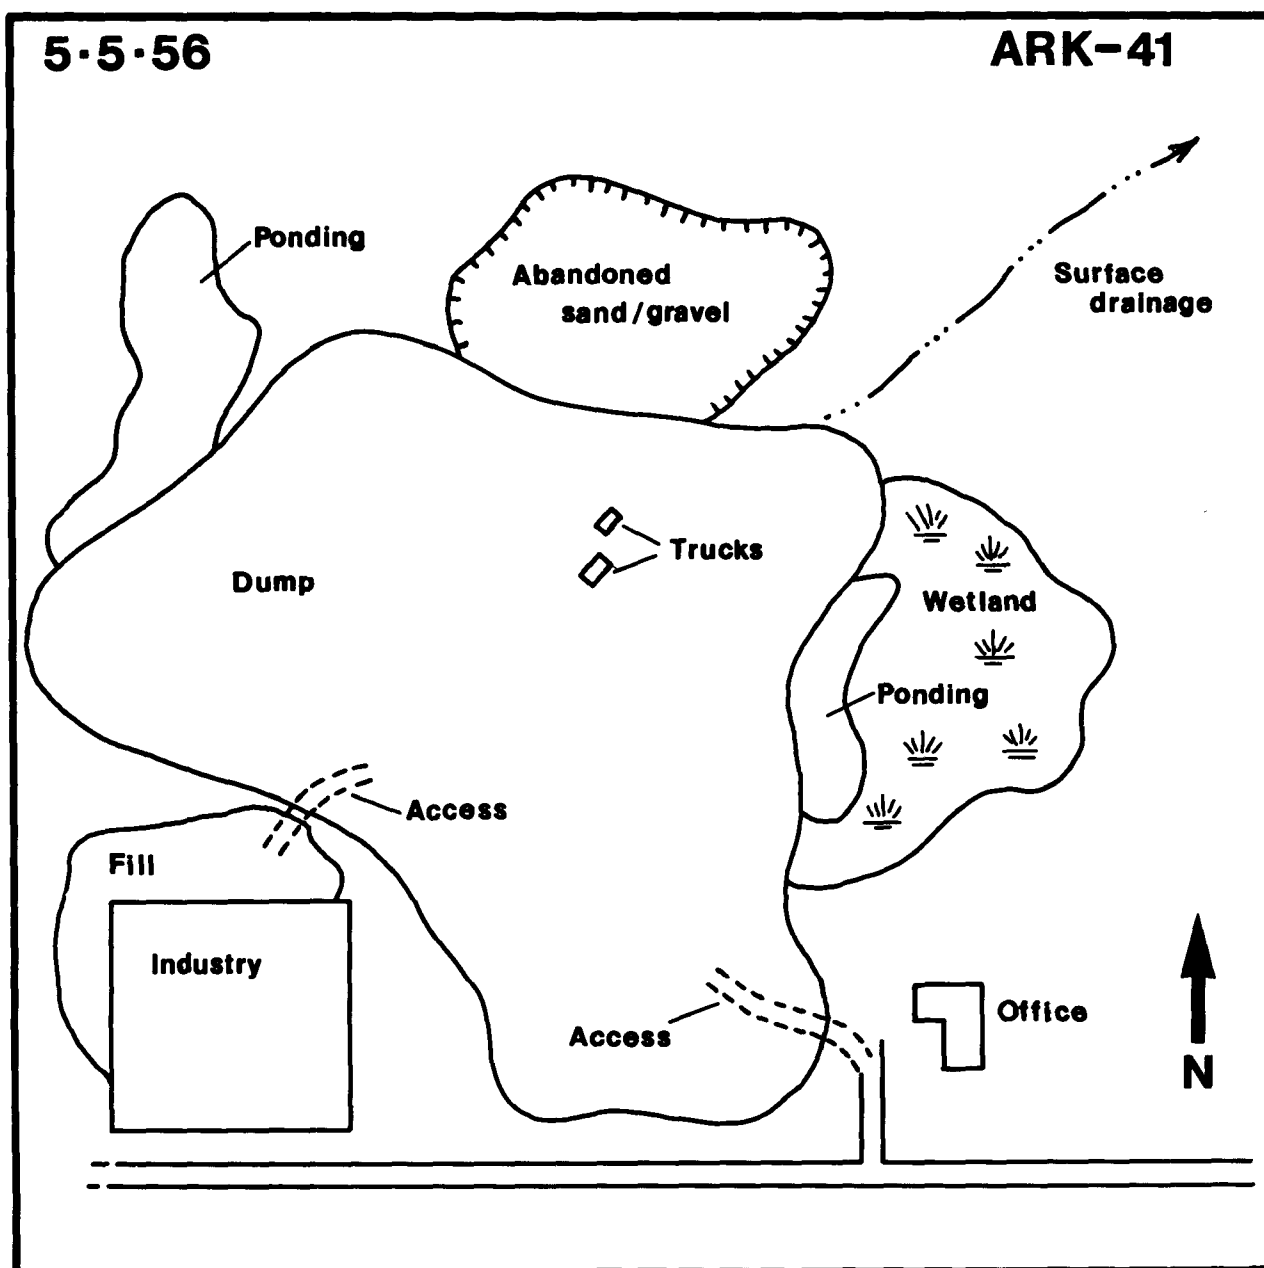 5·5·56
ARK-41
Ponding
Abandoned
sand/gravel
Surface
drainage
Trucks
Dump
Wetland
Ponding
Access
Fill
Industry
Access
Office
N